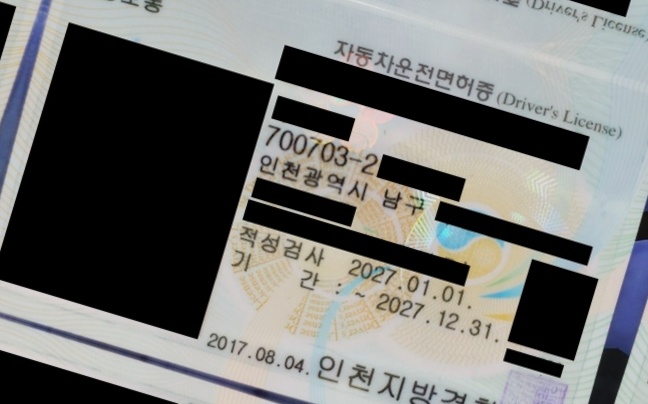 자동차운전면허증 (Driver's License)
700703-2
인천광역시 남구
적성검사 2027.01.01.
기 간 : ~ 2027.12.31.
2017.08.04. 인천지방경